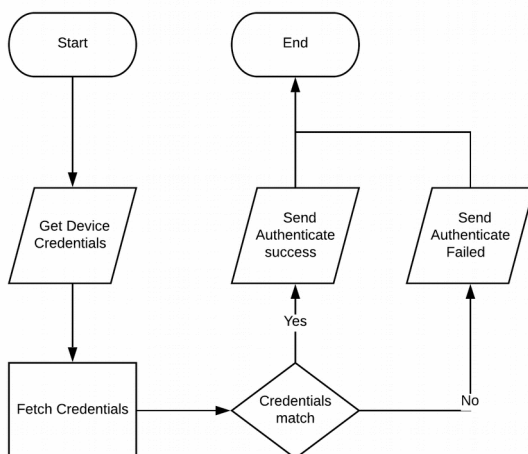 Start
End
Get Device
Credentials
Send
Authenticate
success
Send
Authenticate
Failed
Yes
No
Fetch Credentials
Credentials
match